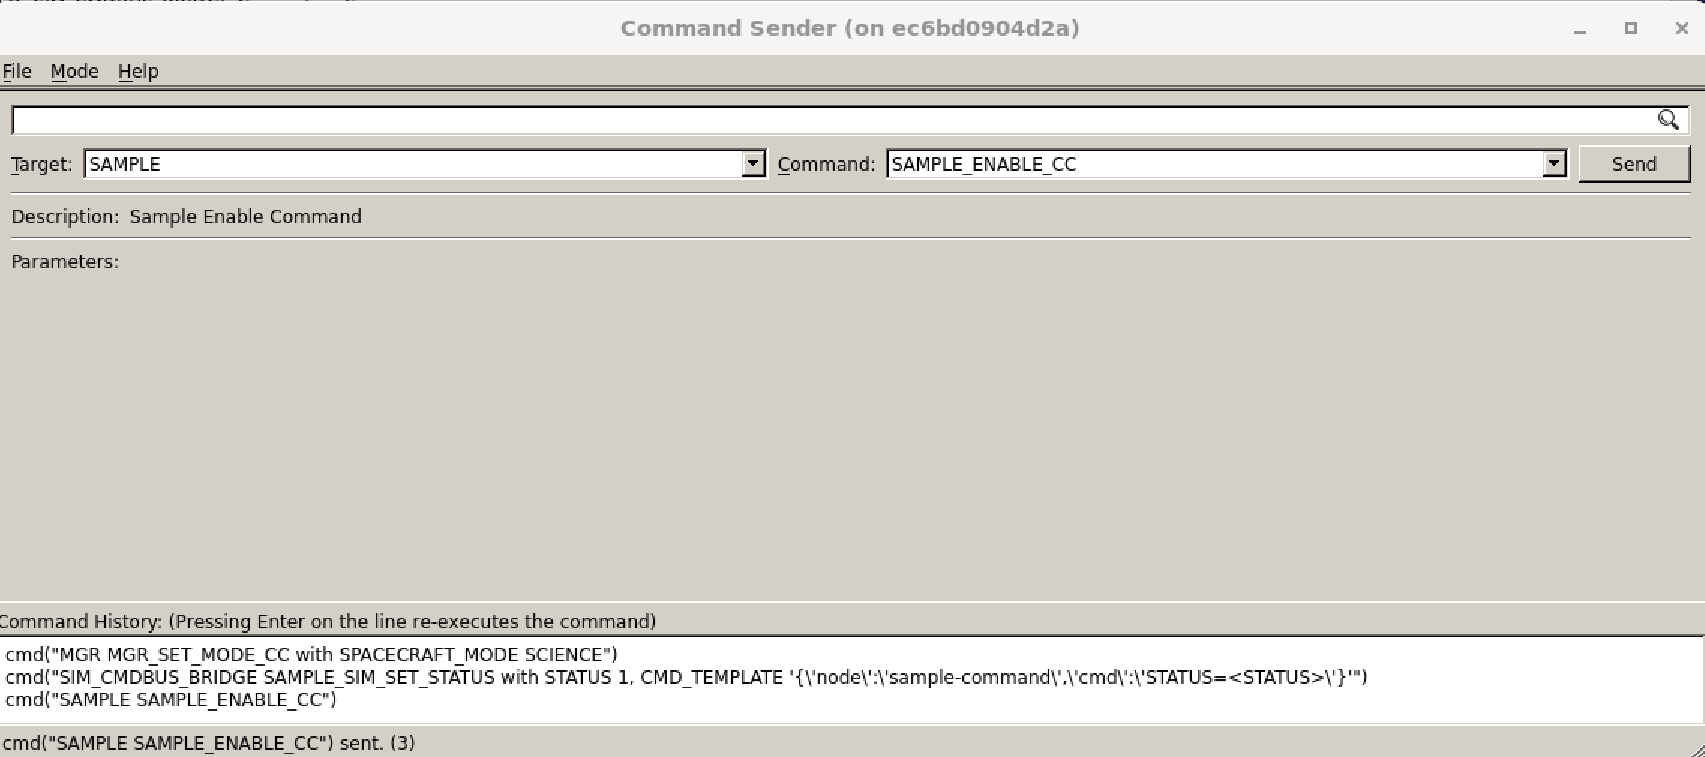 Command Sender (on ec6bd0904d2a)
File Mode Help
Target: SAMPLE Command: SAMPLE_ENABLE_CC Send
Description: Sample Enable Command
Parameters:
Command History: (Pressing Enter on the line re-executes the command)
cmd("MGR MGR_SET_MODE_CC with SPACECRAFT_MODE SCIENCE")
cmd("SIM_CMDBUS_BRIDGE SAMPLE_SIM_SET_STATUS with STATUS 1, CMD_TEMPLATE '{\'node\':\'sample-command\',\'cmd\':\'STATUS=<STATUS>\'}'")
cmd("SAMPLE SAMPLE_ENABLE_CC")
cmd("SAMPLE SAMPLE_ENABLE_CC") sent. (3)